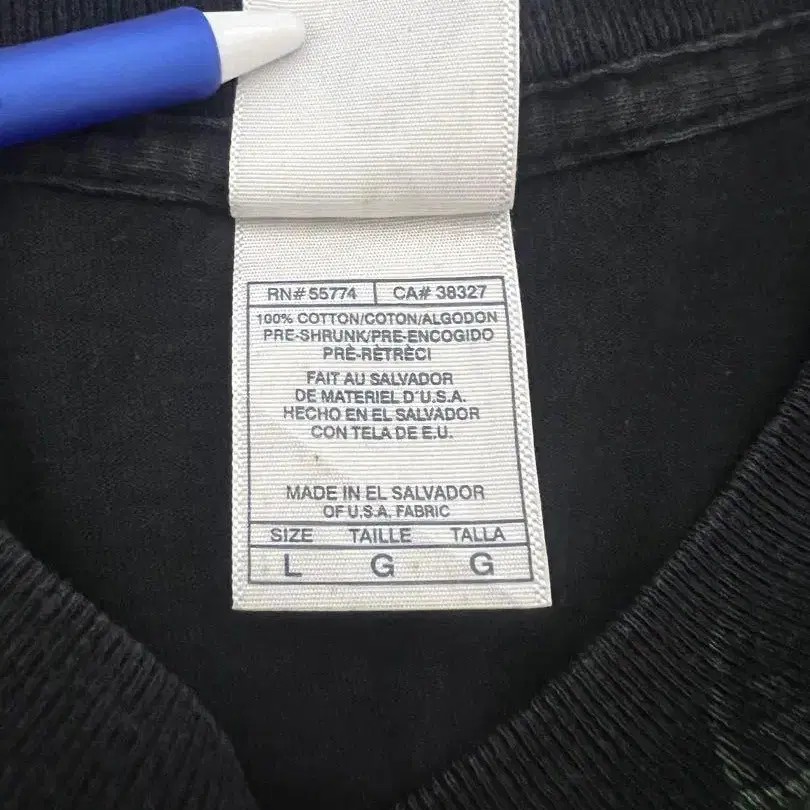 RN# 55774 CA# 38327
100% COTTON/COTON/ALGODON
PRE-SHRUNK/PRE-ENCOGIDO
PRÉ-RÈTRÈCI
FAIT AU SALVADOR
DE MATERIEL D'U.S.A.
HECHO EN EL SALVADOR
CON TELA DE E.U.
MADE IN EL SALVADOR
OF U.S.A. FABRIC
SIZE TAILLE TALLA
L G G